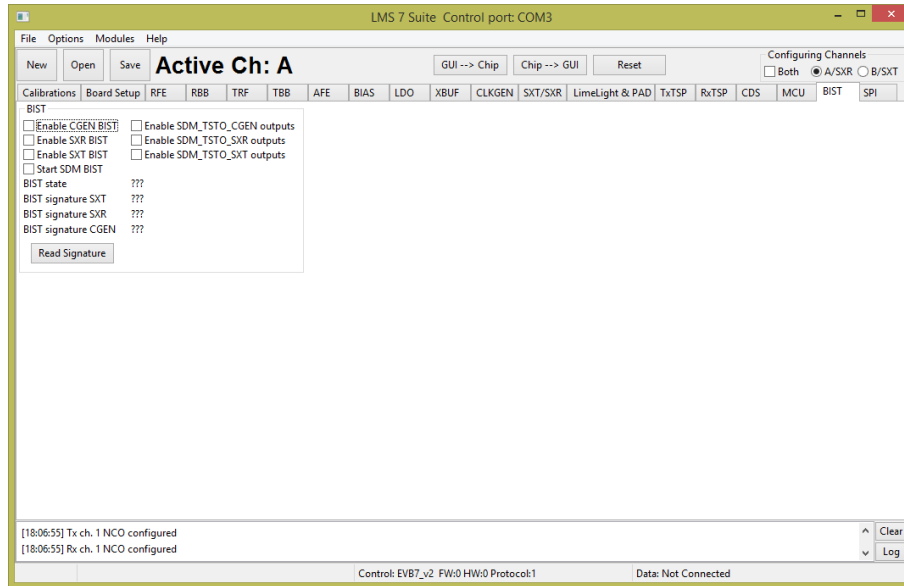 LMS 7 Suite Control port: COM3
File Options Modules Help
New Open Save Active Ch: A GUI --> Chip Chip --> GUI Reset
Configuring Channels
Both A/SXR B/SXT
Calibrations Board Setup RFE RBB TRF TBB AFE BIAS LDO XBUF CLKGEN SXT/SXR LimeLight & PAD TxTSP RxTSP CDS MCU BIST SPI
BIST
Enable CGEN BIST Enable SDM_TSTO_CGEN outputs
Enable SXR BIST Enable SDM_TSTO_SXR outputs
Enable SXT BIST Enable SDM_TSTO_SXT outputs
Start SDM BIST
BIST state ???
BIST signature SXT ???
BIST signature SXR ???
BIST signature CGEN ???
Read Signature
[18:06:55] Tx ch. 1 NCO configured
[18:06:55] Rx ch. 1 NCO configured
Clear
Log
Control: EVB7_v2 FW:0 HW:0 Protocol:1 Data: Not Connected